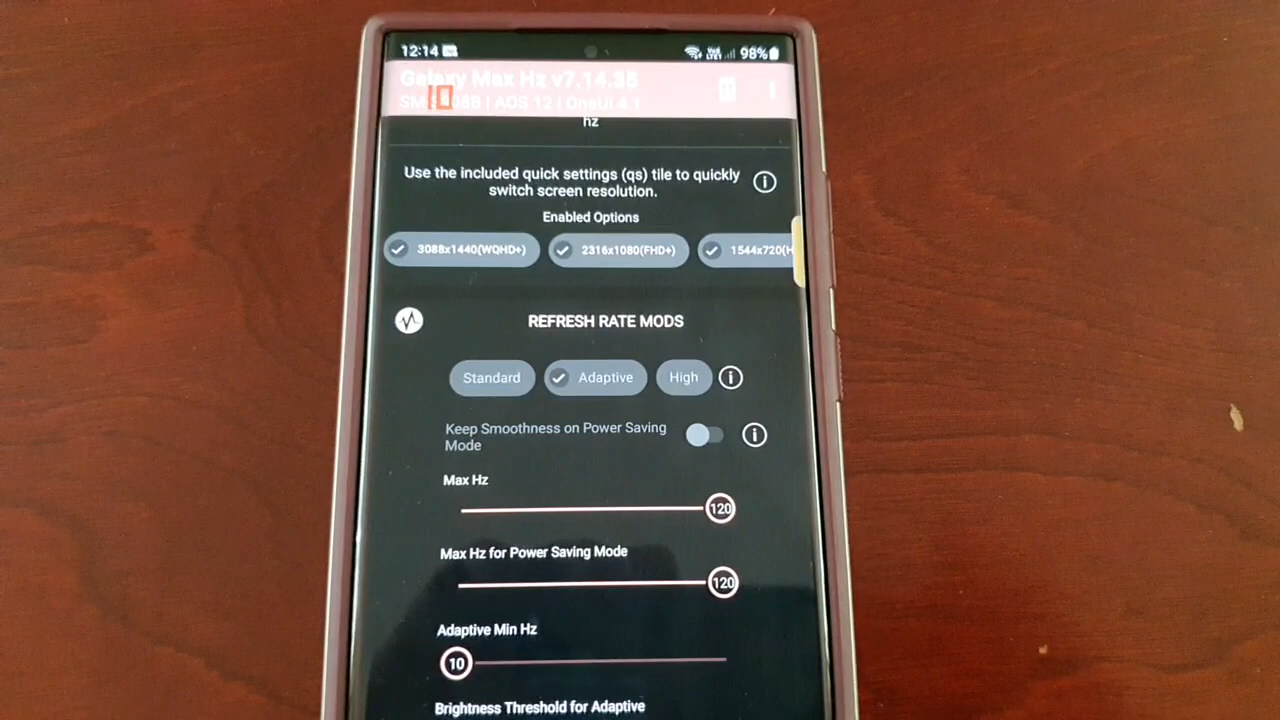 12:14
98%
Galaxy Max Hz v7.14.35
10
| AOS 12 | OneUI 4.1
hz
Use the included quick settings (qs) tile to quickly
switch screen resolution.
Enabled Options
3088x1440(WQHD+) 2316x1080(FHD+) 1544x720(H
REFRESH RATE MODS
Standard Adaptive High
Keep Smoothness on Power Saving
Mode
Max Hz
120
Max Hz for Power Saving Mode
120
Adaptive Min Hz
10
Brightness Threshold for Adaptive